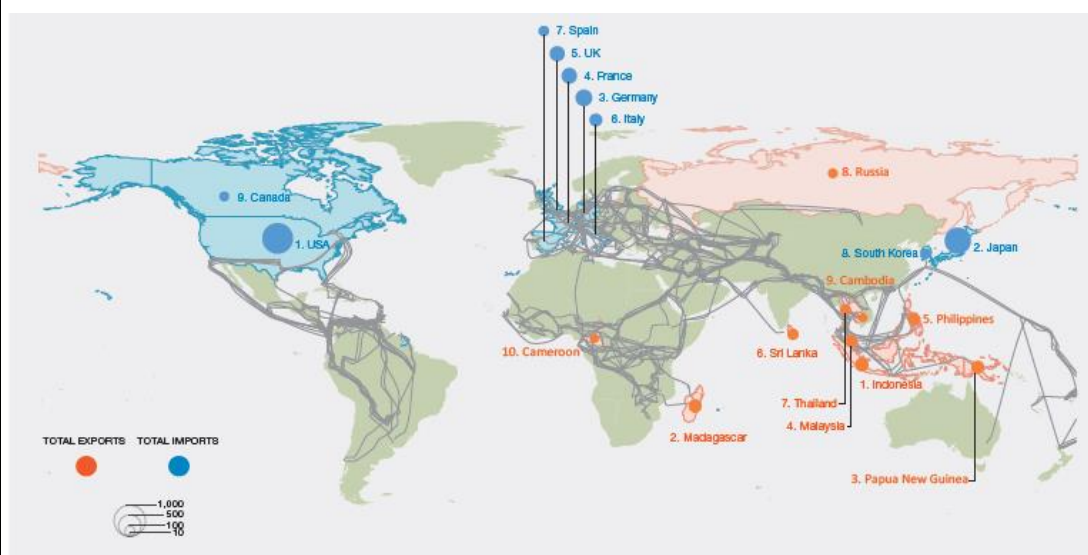 7. Spain
5. UK
4. France
3. Germany
6. Italy
8. Russia
9. Canada
1. USA
2. Japan
8. South Korea
9. Cambodia
5. Philippines
10. Cameroon
6. Sri Lanka
1. Indonesia
7. Thailand
4. Malaysia
2. Madagascar
3. Papua New Guinea
TOTAL EXPORTS TOTAL IMPORTS
1,000
500
100
10